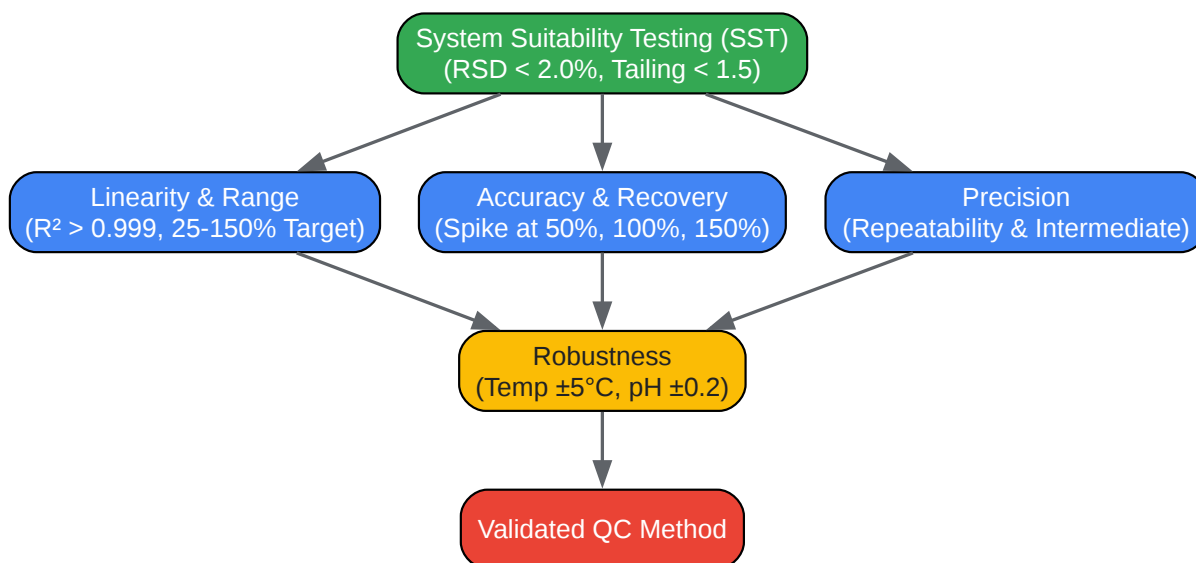 System Suitability Testing (SST)
(RSD < 2.0%, Tailing < 1.5)
Linearity & Range
(R² > 0.999, 25-150% Target)
Accuracy & Recovery
(Spike at 50%, 100%, 150%)
Precision
(Repeatability & Intermediate)
Robustness
(Temp ±5°C, pH ±0.2)
Validated QC Method